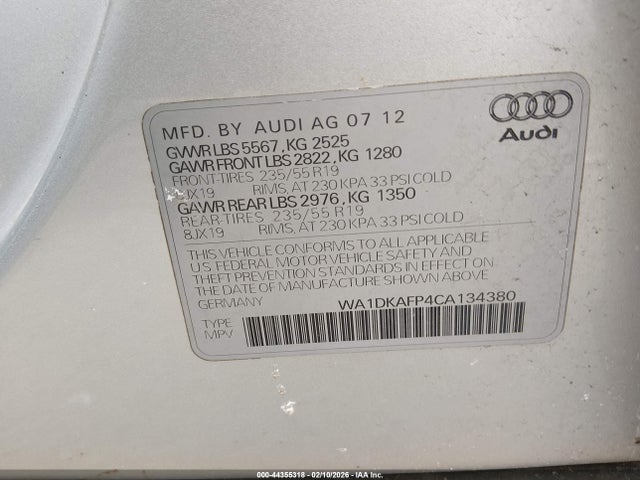 MFD. BY AUDI AG 07 12
GVWR LBS 5567, KG 2525
GAWR FRONT LBS 2822, KG 1280
FRONT-TIRES 235/55 R19
8JX19 RIMS, AT 230 KPA 33 PSI COLD
GAWR REAR LBS 2976, KG 1350
REAR-TIRES 235/55 R19
8JX19 RIMS, AT 230 KPA 33 PSI COLD
THIS VEHICLE CONFORMS TO ALL APPLICABLE
U.S. FEDERAL MOTOR VEHICLE SAFETY AND
THEFT PREVENTION STANDARDS IN EFFECT ON
THE DATE OF MANUFACTURE SHOWN ABOVE
GERMANY WA1DKAFP4CA134380
TYPE
MPV
Audi
000-44355318 - 02/10/2026 - IAA Inc.